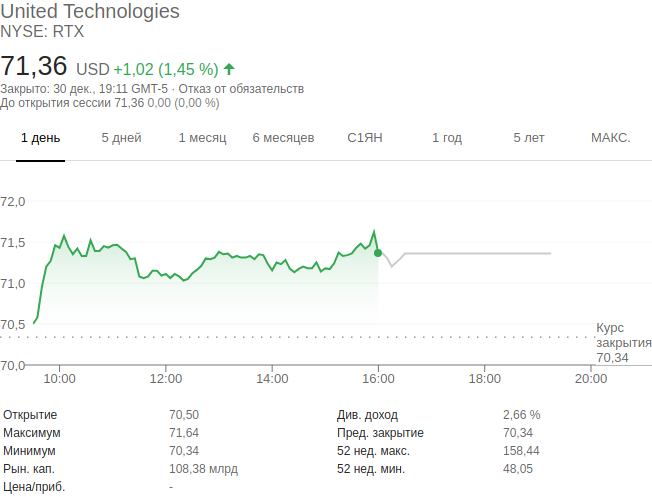 United Technologies
NYSE: RTX
71,36 USD +1,02 (1,45 %)
Закрыто: 30 дек., 19:11 GMT-5 · Отказ от обязательств
До открытия сессии 71,36 0,00 (0,00 %)
1 день 5 дней 1 месяц 6 месяцев С1ЯН 1 год 5 лет МАКС.
72,0
71,5
71,0
70,5
Курс
закрытия
70,34
70,0
10:00 12:00 14:00 16:00 18:00 20:00
Открытие 70,50 Див. доход 2,66 %
Максимум 71,64 Пред. закрытие 70,34
Минимум 70,34 52 нед. макс. 158,44
Рын. кап. 108,38 млрд 52 нед. мин. 48,05
Цена/приб. -